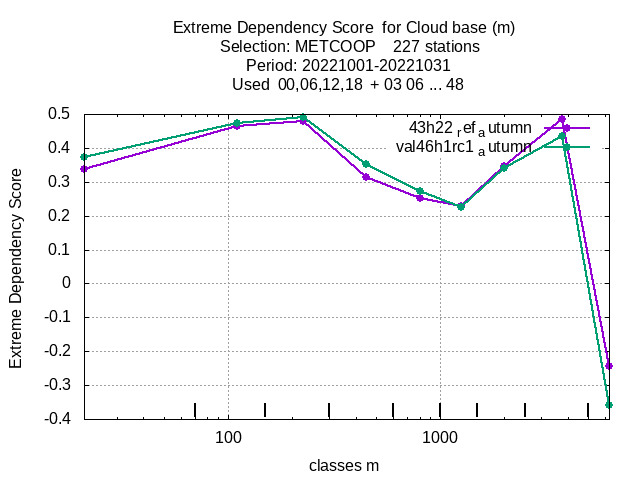 Extreme Dependency Score for Cloud base (m)
Selection: METCOOP 227 stations
Period: 20221001-20221031
Used 00,06,12,18 + 03 06 ... 48
43h22 ref autumn
val46h1rc1 autumn
0.5
0.4
0.3
0.2
0.1
0
-0.1
-0.2
-0.3
-0.4
Extreme Dependency Score
100 1000
classes m